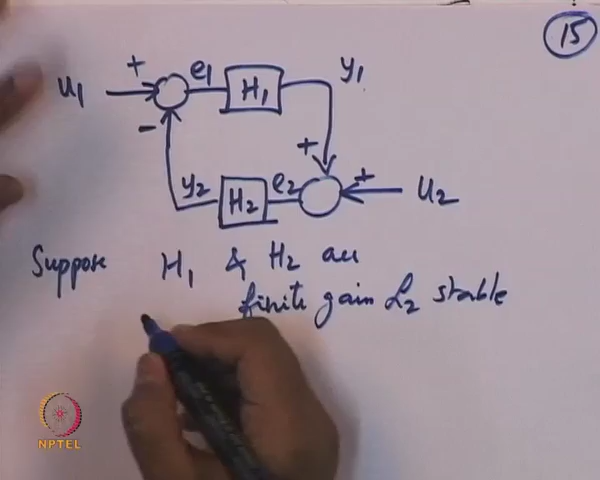 15
u1 + e1 H1 y1
-
+
y2 H2 e2 + u2
Suppose H1 & H2 are
finite gain L2 stable
NPTEL